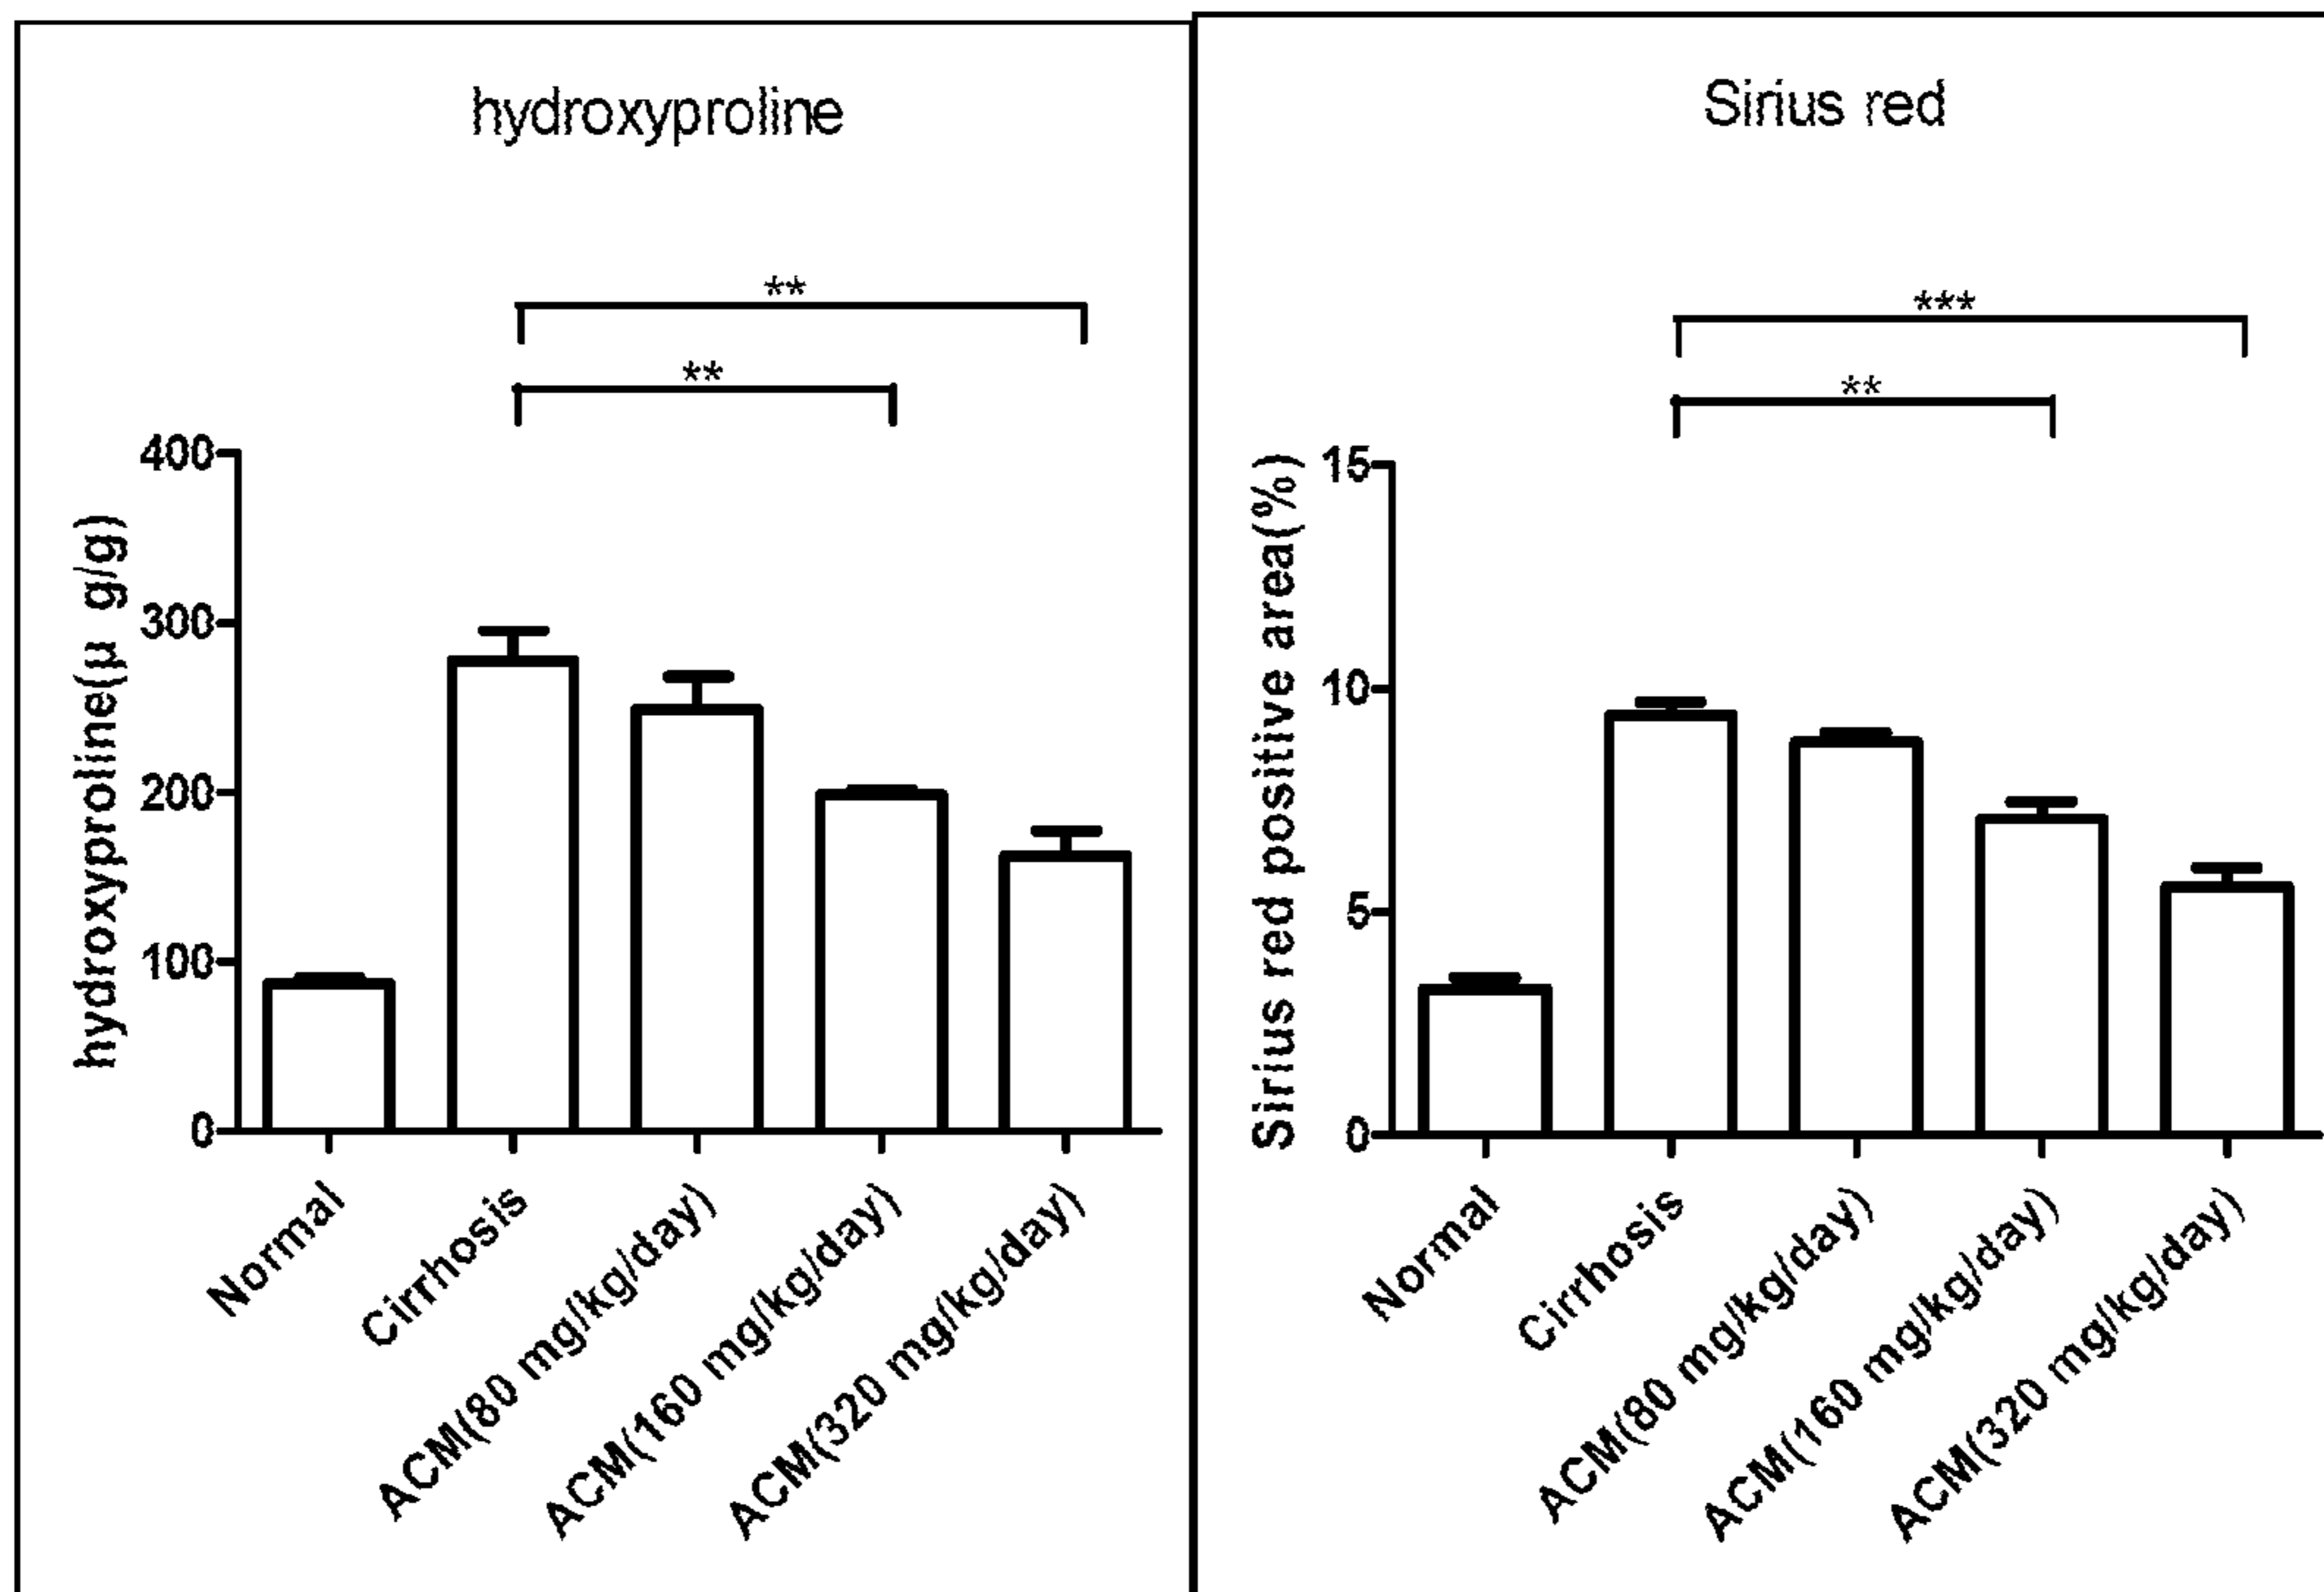 hydroxyproline
**
**
hydroxyproline(μ g/g)
400
300
200
100
0
Normal
Cirrhosis
ACM(80 mg/kg/day)
ACM(160 mg/kg/day)
ACM(320 mg/kg/day)
Sirius red
***
**
Sirius red positive area(%)
15
10
5
0
Normal
Cirrhosis
ACM(80 mg/kg/day)
ACM(160 mg/kg/day)
ACM(320 mg/kg/day)